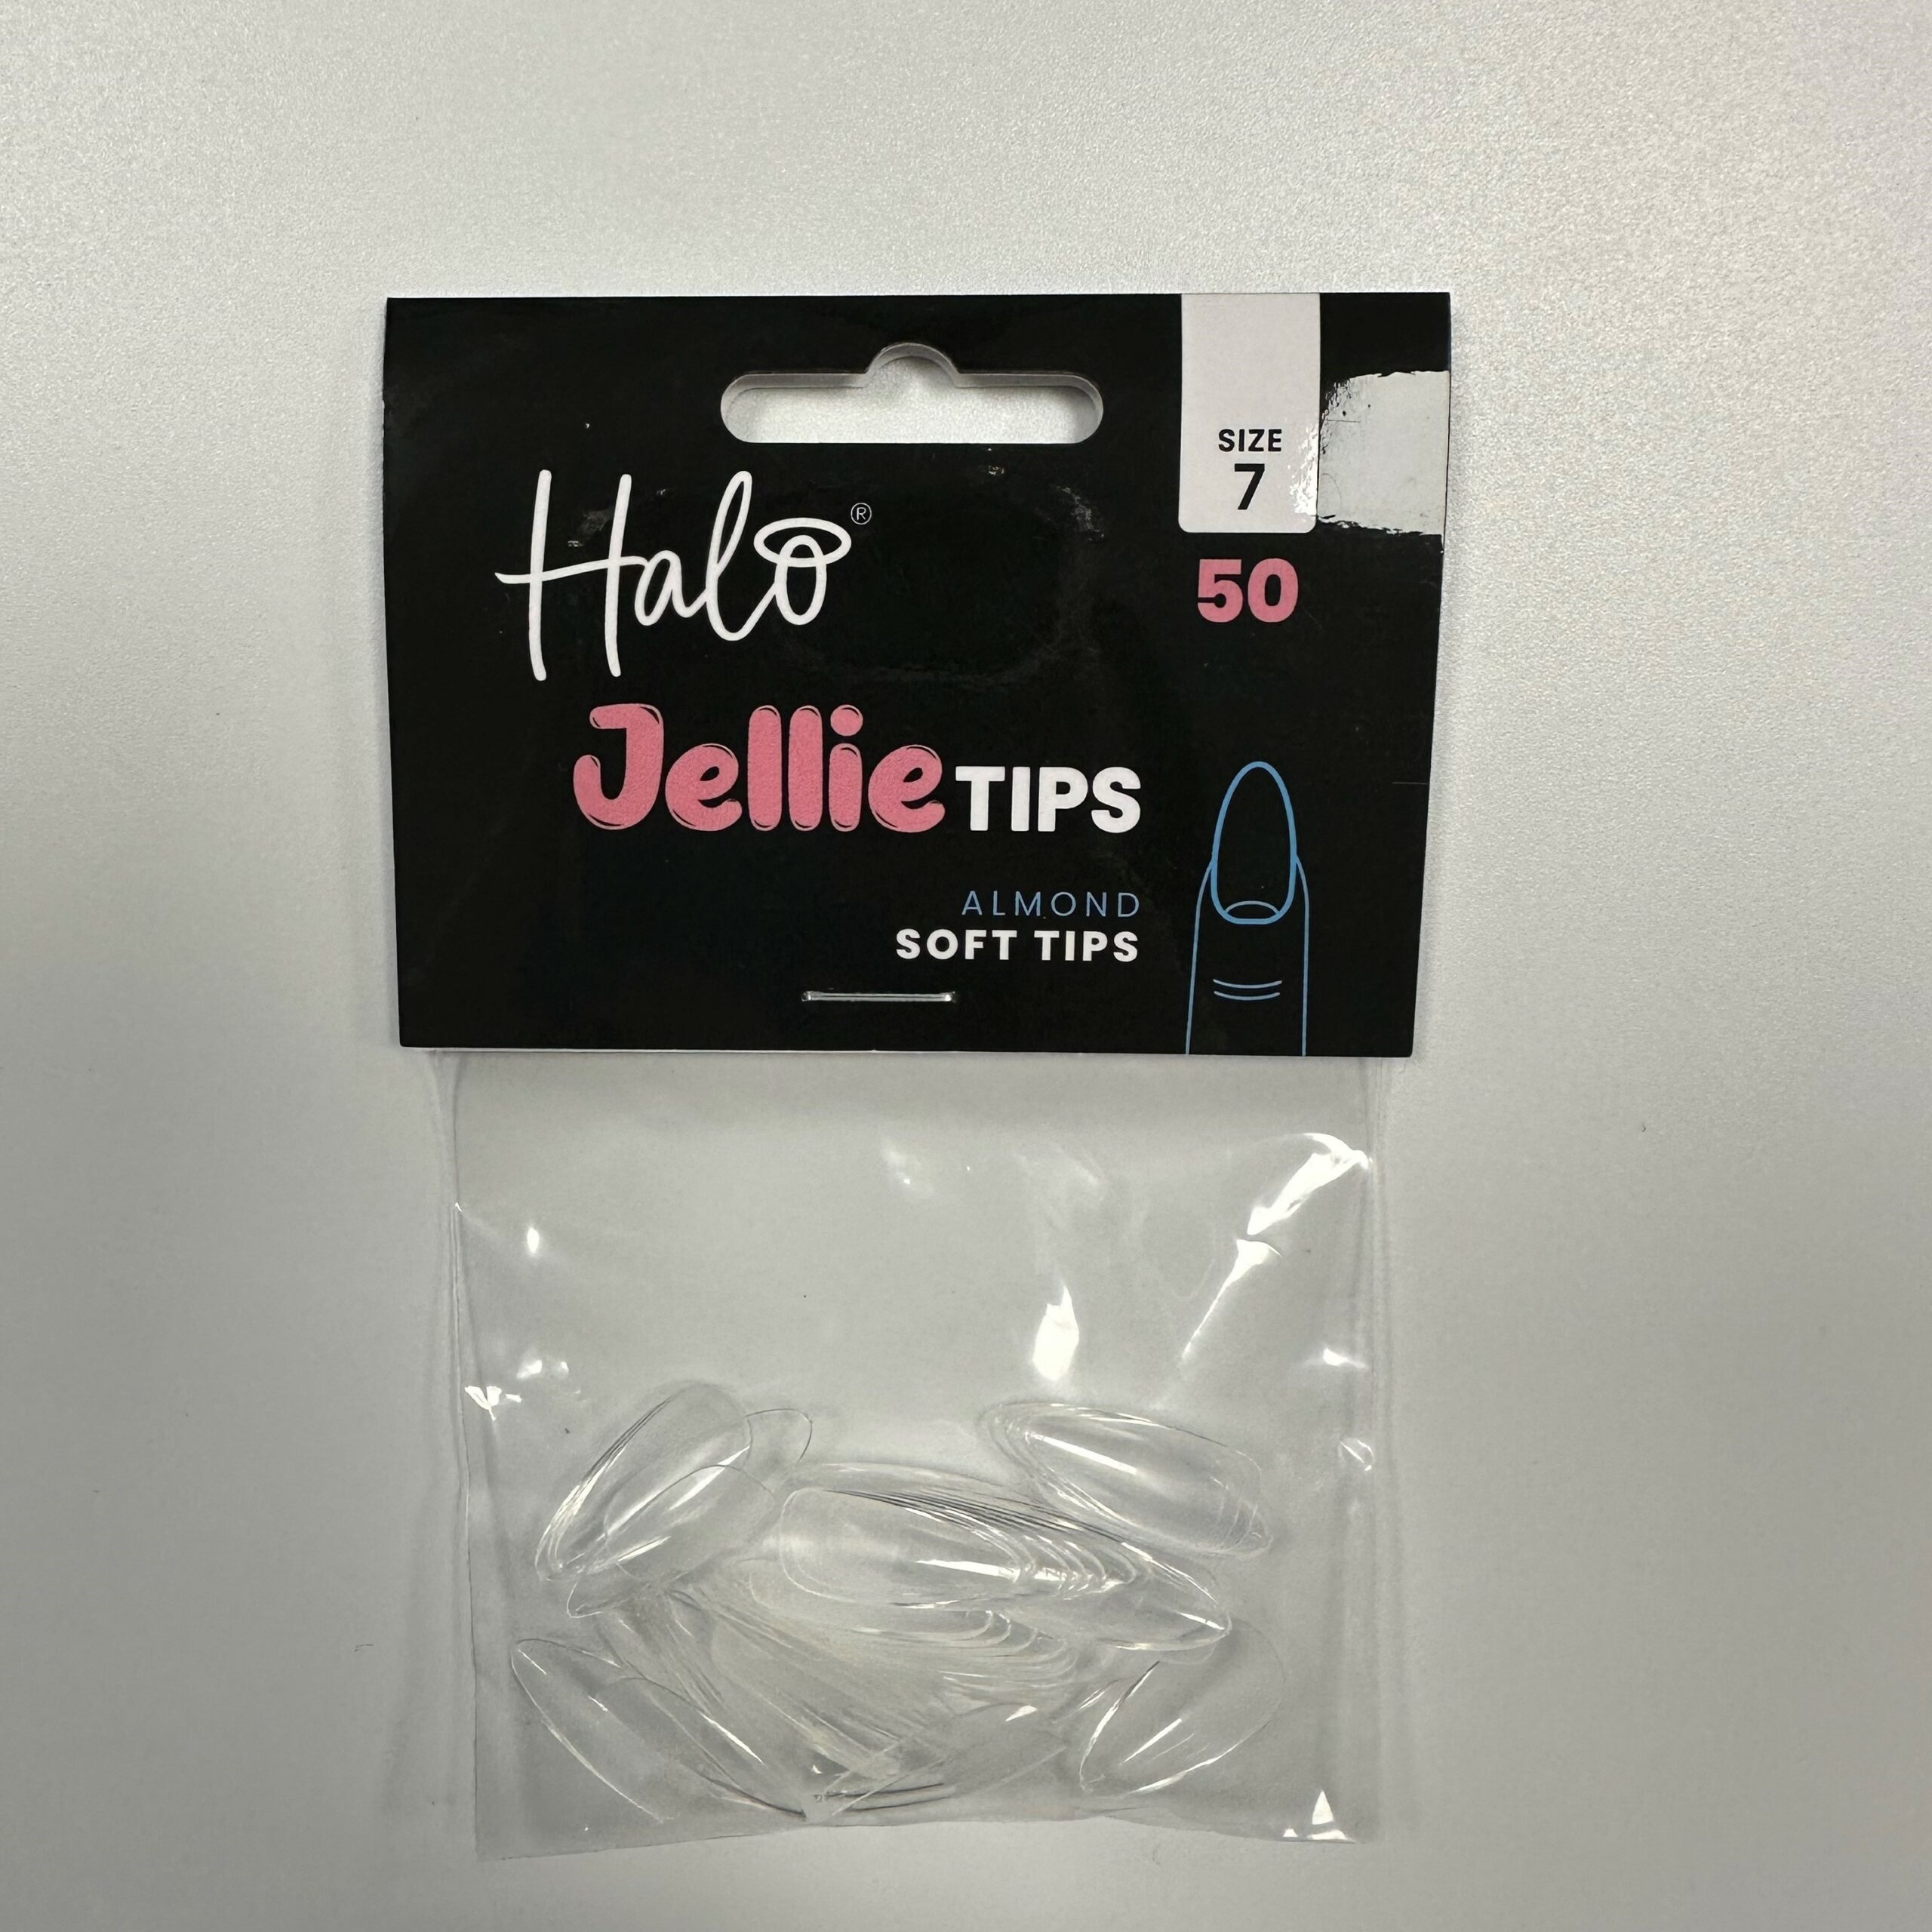 SIZE
7
Halo®
50
Jellie TIPS
ALMOND
SOFT TIPS